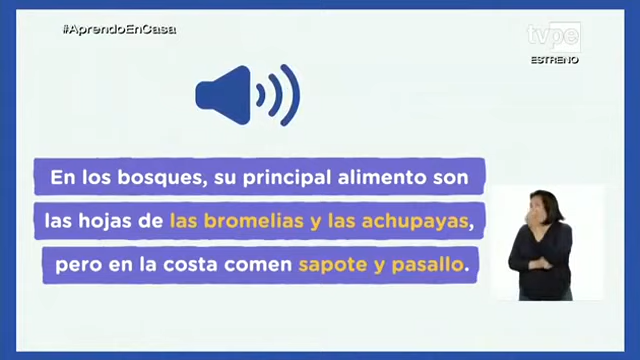 #AprendoEnCasa
tvpe
ESTRENO
En los bosques, su principal alimento son
las hojas de las bromelias y las achupayas,
pero en la costa comen sapote y pasallo.